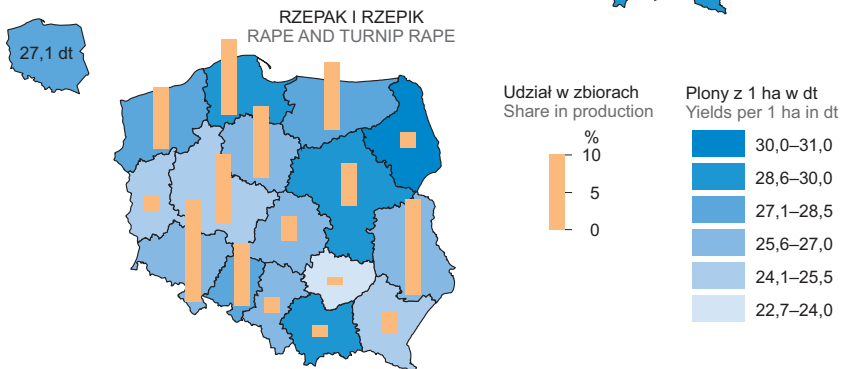 RZEPAK I RZEPIK
RAPE AND TURNIP RAPE
27,1 dt
Udział w zbiorach
Share in production
%
10
5
0
Plony z 1 ha w dt
Yields per 1 ha in dt
30,0–31,0
28,6–30,0
27,1–28,5
25,6–27,0
24,1–25,5
22,7–24,0